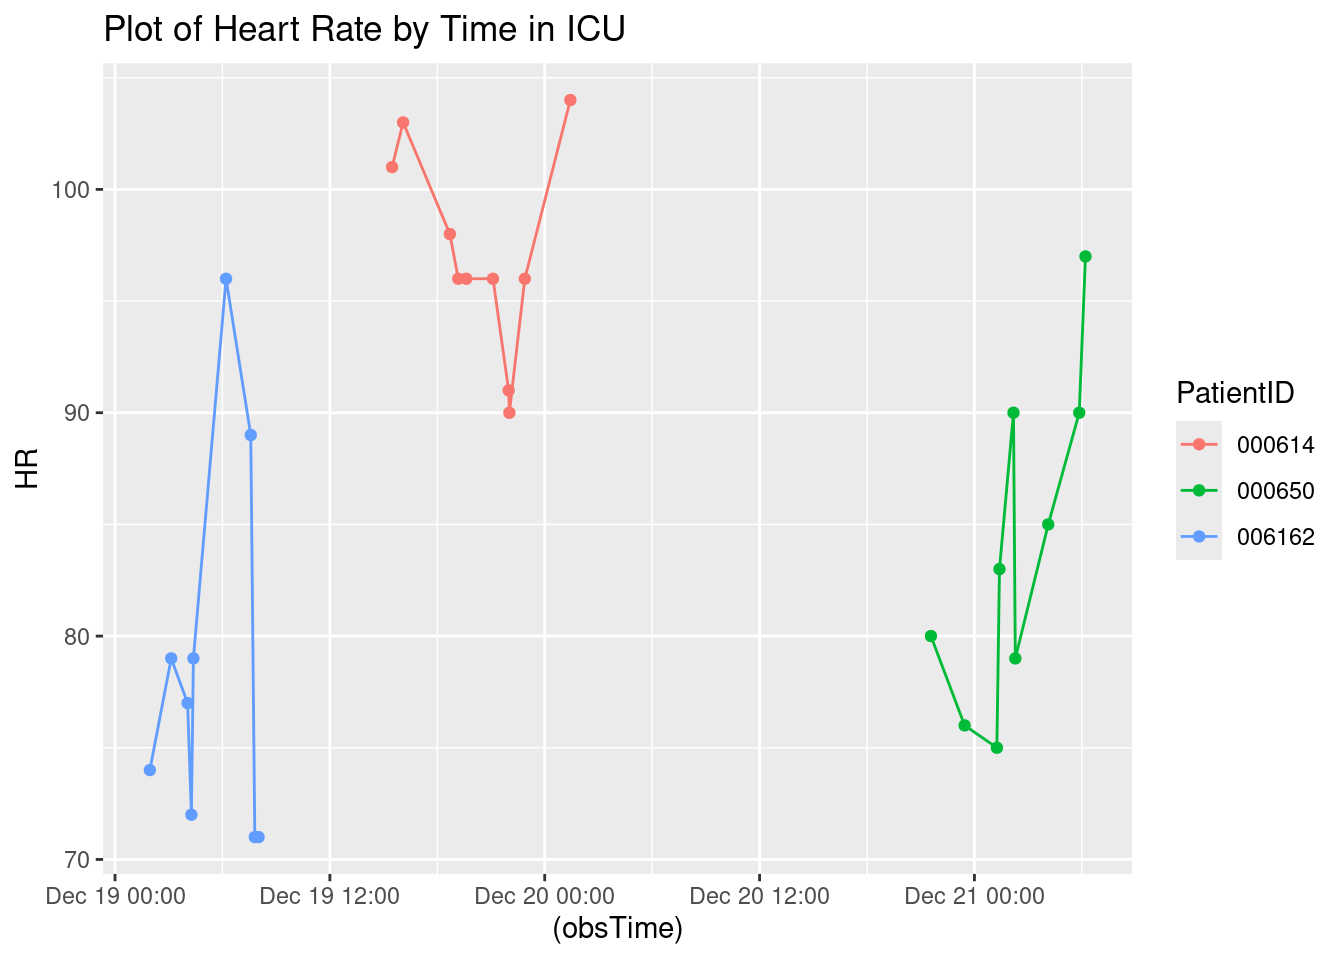 Plot of Heart Rate by Time in ICU
100
90
80
70
HR
Dec 19 00:00 Dec 19 12:00 Dec 20 00:00 Dec 20 12:00 Dec 21 00:00
(obsTime)
PatientID
000614
000650
006162